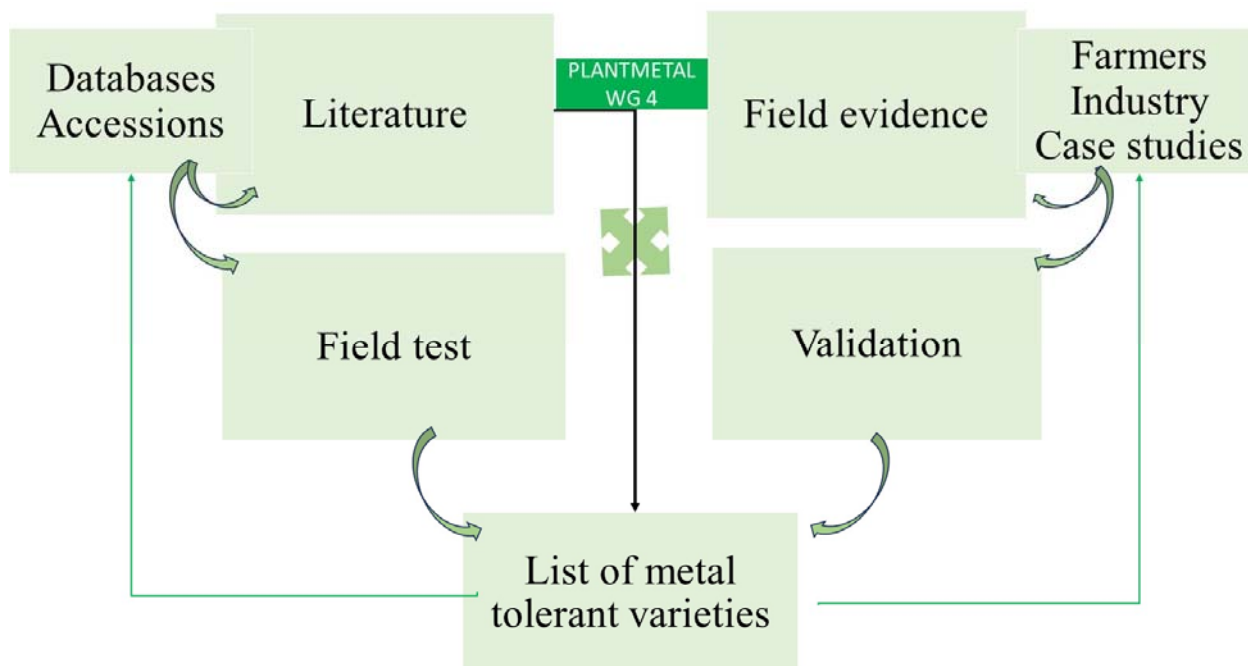 Databases
Accessions
Literature
PLANTMETAL
WG 4
Field evidence
Farmers
Industry
Case studies
Field test
Validation
List of metal
tolerant varieties